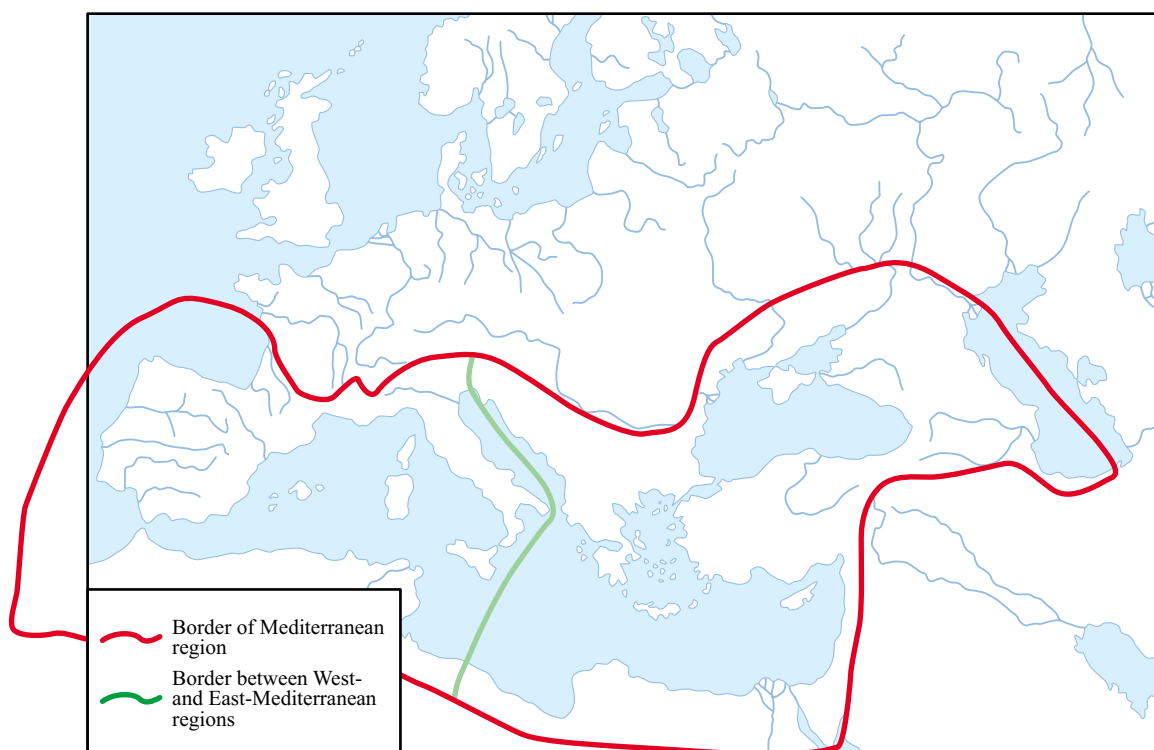 Border of Mediterranean
region
Border between West-
and East-Mediterranean
regions